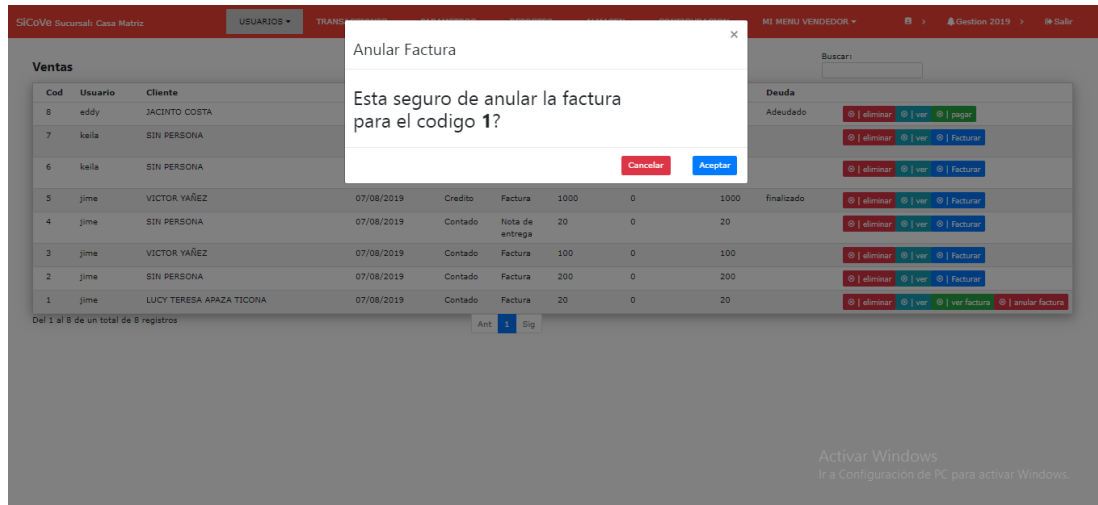 SiCoVe Sucursal: Casa Matriz USUARIOS MI MENU VENDEDOR Gestion 2019 Salir
Anular Factura ×
Buscar:
Ventas
Esta seguro de anular la factura
para el codigo 1?
Cancelar Aceptar
Cod Usuario Cliente Deuda
8 eddy JACINTO COSTA Adeudado | eliminar | ver | pagar
7 keila SIN PERSONA | eliminar | ver | Facturar
6 keila SIN PERSONA | eliminar | ver | Facturar
5 jime VICTOR YAÑEZ 07/08/2019 Credito Factura 1000 0 1000 finalizado | eliminar | ver | Facturar
4 jime SIN PERSONA 07/08/2019 Contado Nota de 20 0 20 | eliminar | ver | Facturar
entrega
3 jime VICTOR YAÑEZ 07/08/2019 Contado Factura 100 0 100 | eliminar | ver | Facturar
2 jime SIN PERSONA 07/08/2019 Contado Factura 200 0 200 | eliminar | ver | Facturar
1 jime LUCY TERESA APAZA TICONA 07/08/2019 Contado Factura 20 0 20 | eliminar | ver | ver factura | anular factura
Del 1 al 8 de un total de 8 registros
Ant 1 Sig
Activar Windows
Ir a Configuración de PC para activar Windows.